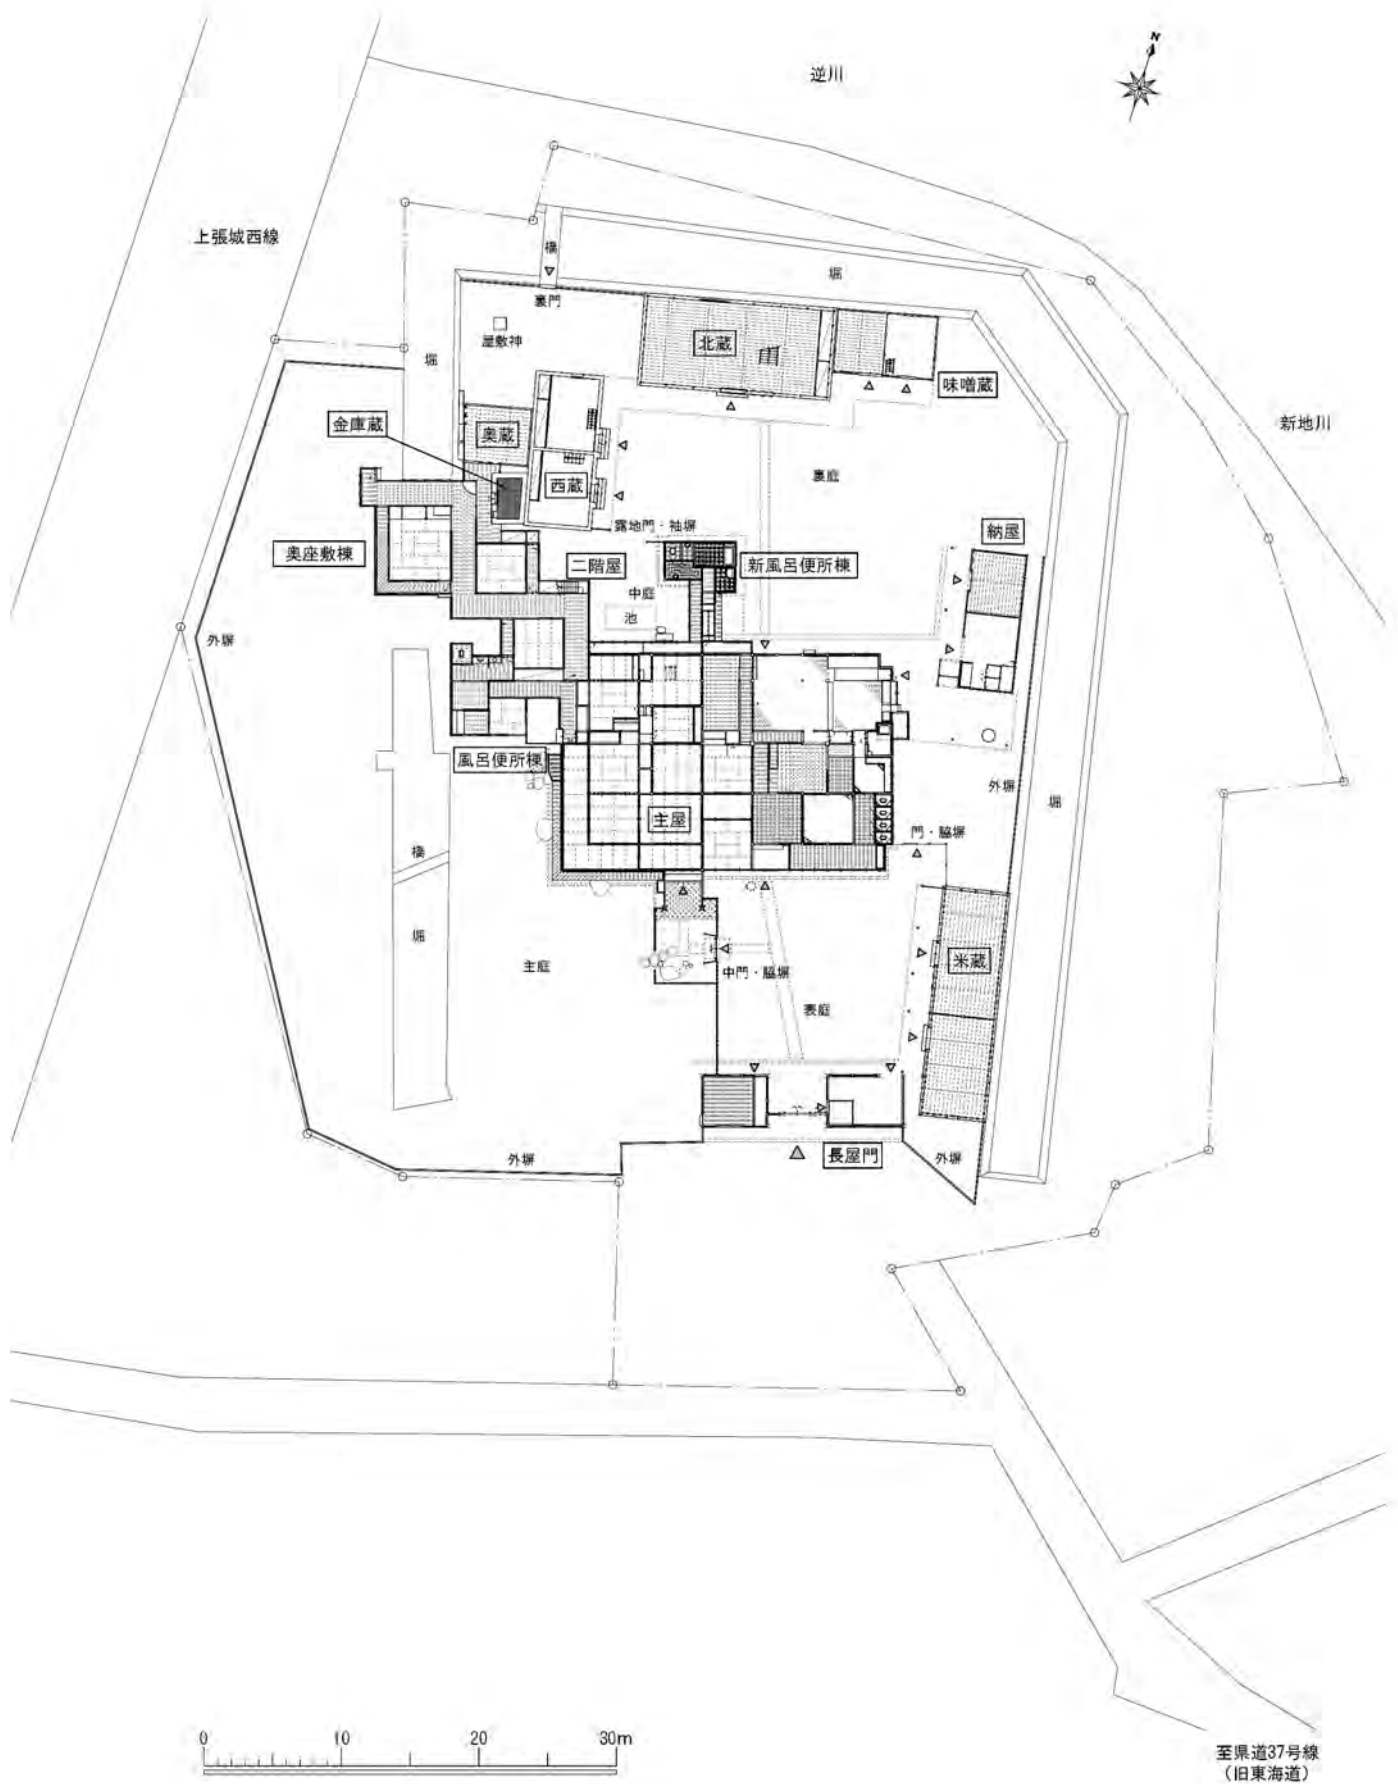 N
逆川
上張城西線
橋
堀
裏門
屋敷神
北蔵
堀
味噌蔵
新地川
金庫蔵
奥蔵
西蔵
裏庭
露地門・袖塀
納屋
奥座敷棟
二階屋
新風呂便所棟
中庭
池
外塀
風呂便所棟
外塀
堀
主屋
門・脇塀
橋
堀
主庭
中門・脇塀
米蔵
表庭
外塀
長屋門
外塀
0 10 20 30m
至県道37号線
(旧東海道)